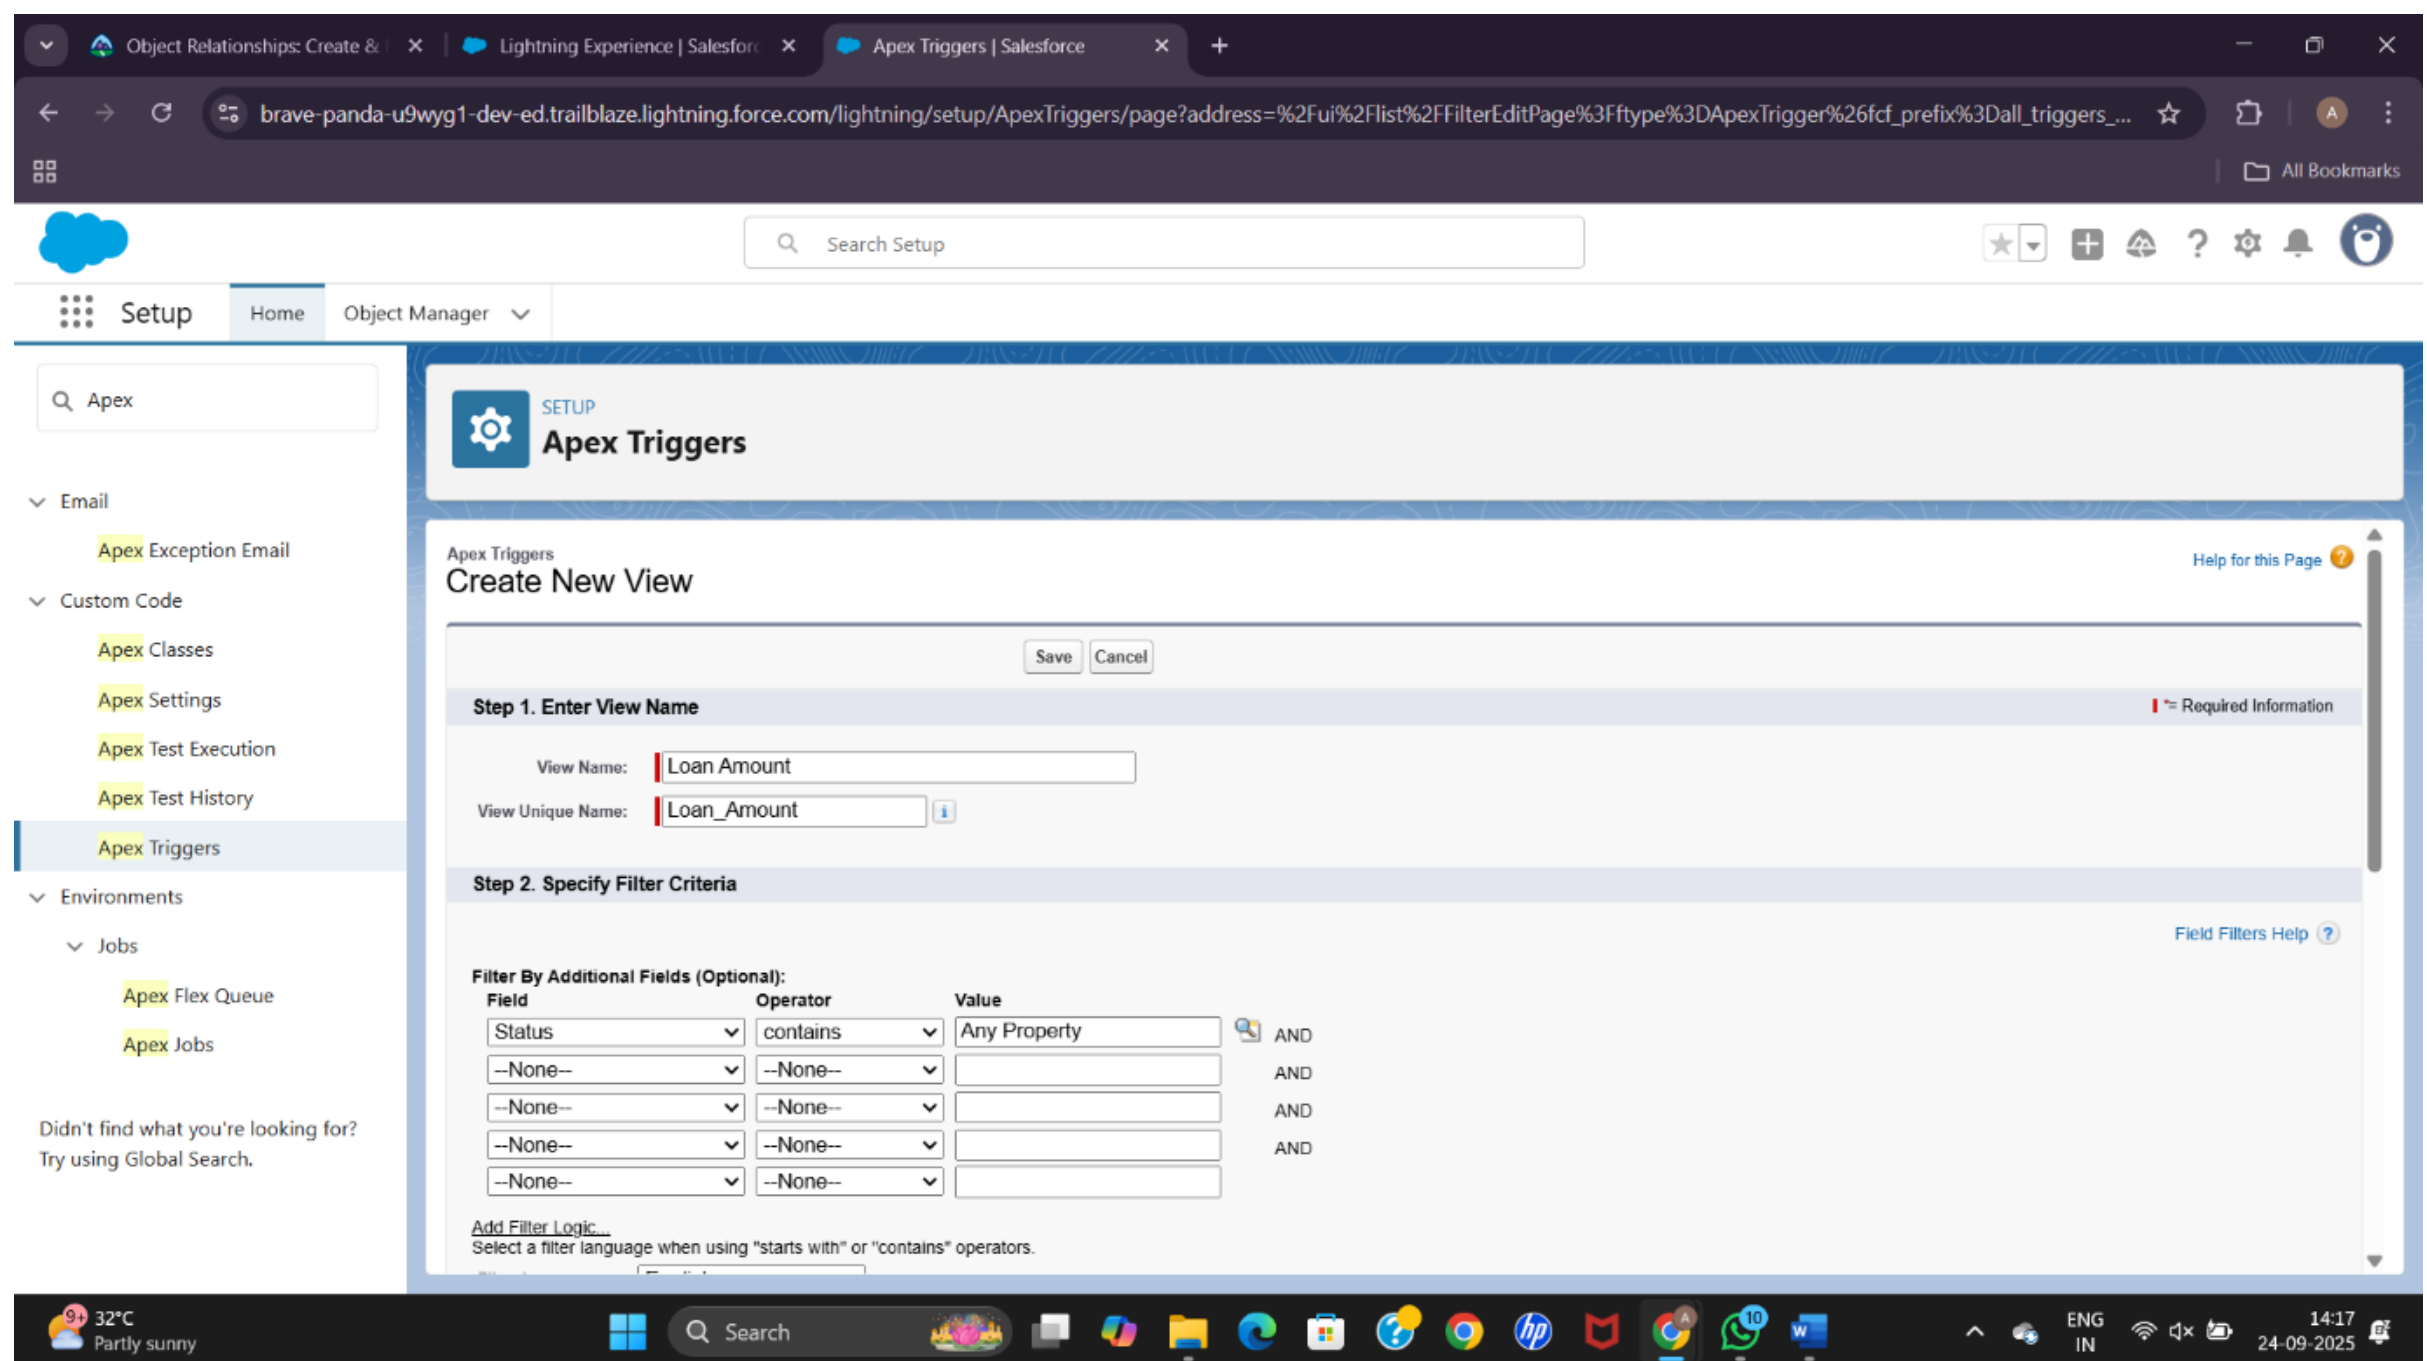 Object Relationships: Create &
Lightning Experience | Salesforc
Apex Triggers | Salesforce
brave-panda-u9wyg1-dev-ed.trailblaze.lightning.force.com/lightning/setup/ApexTriggers/page?address=%2Fui%2Flist%2FFilterEditPage%3Fftype%3DApexTrigger%26fcf_prefix%3Dall_triggers_...
A
All Bookmarks
Search Setup
Setup
Home
Object Manager
Apex
Email
Apex Exception Email
Custom Code
Apex Classes
Apex Settings
Apex Test Execution
Apex Test History
Apex Triggers
Environments
Jobs
Apex Flex Queue
Apex Jobs
Didn't find what you're looking for?
Try using Global Search.
SETUP
Apex Triggers
Apex Triggers
Create New View
Help for this Page ?
Save Cancel
Step 1. Enter View Name
*= Required Information
View Name: Loan Amount
View Unique Name: Loan_Amount i
Step 2. Specify Filter Criteria
Field Filters Help ?
Filter By Additional Fields (Optional):
Field Operator Value
Status contains Any Property AND
--None-- --None-- AND
--None-- --None-- AND
--None-- --None-- AND
--None-- --None--
Add Filter Logic...
Select a filter language when using "starts with" or "contains" operators.
9+
32°C
Partly sunny
Search
hp
A
10
W
ENG
IN
14:17
24-09-2025